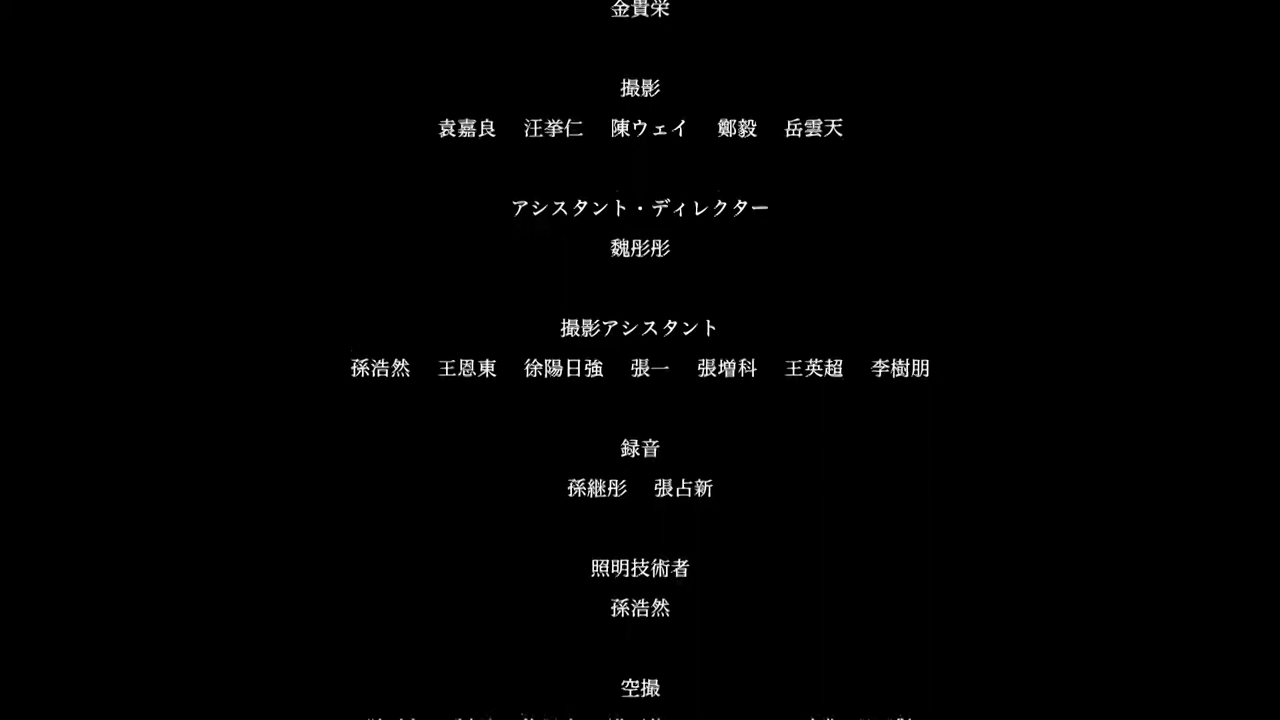 金貴栄
撮影
袁嘉良 汪挙仁 陳ウェイ 鄭毅 岳雲天
アシスタント・ディレクター
魏彤彤
撮影アシスタント
孫浩然 王恩東 徐陽日強 張一 張増科 王英超 李樹朋
録音
孫継彤 張占新
照明技術者
孫浩然
空撮